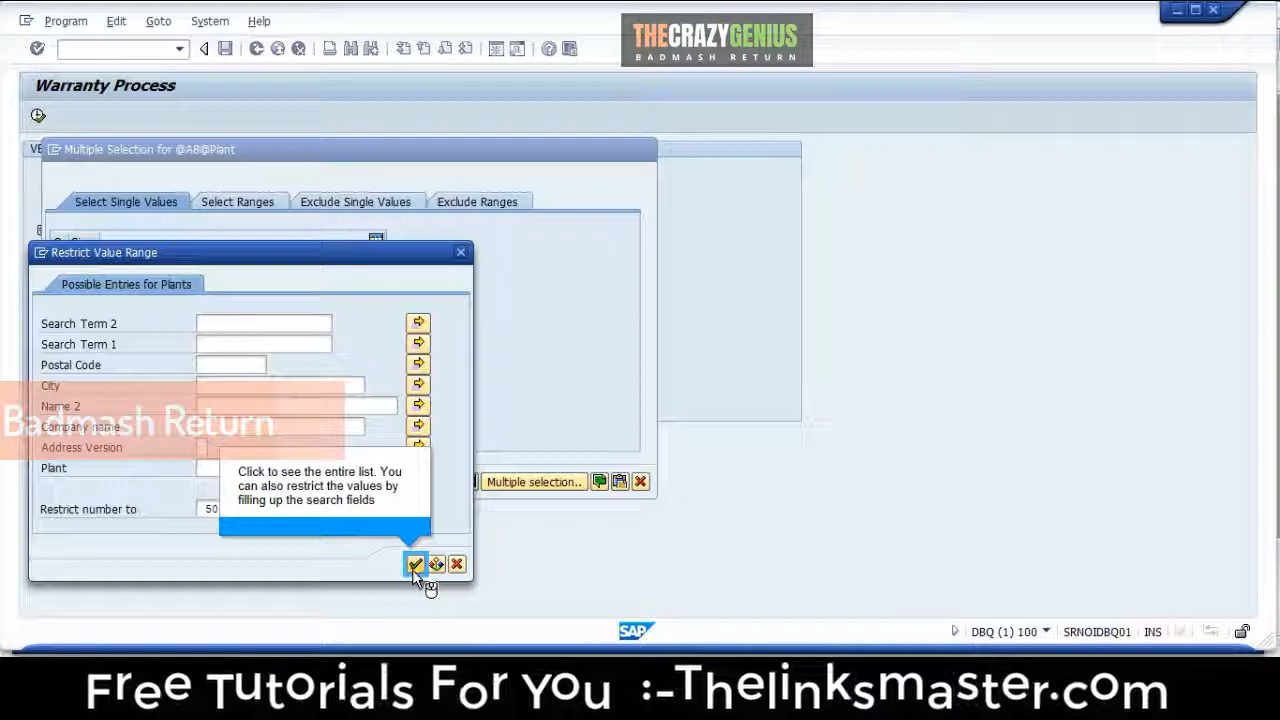 Program Edit Goto System Help
THECRAZYGENIUS
BADMASH RETURN
Warranty Process
Multiple Selection for @AB@Plant
Select Single Values Select Ranges Exclude Single Values Exclude Ranges
Restrict Value Range
Possible Entries for Plants
Search Term 2
Search Term 1
Postal Code
City
Name 2
Badmash Return
Company name
Address Version
Plant
Click to see the entire list. You
can also restrict the values by
filling up the search fields
Multiple selection..
Restrict number to 50
SAP
DBQ (1) 100 SRNOIDBQ01 INS
Free Tutorials For You :-Thelinksmaster.com